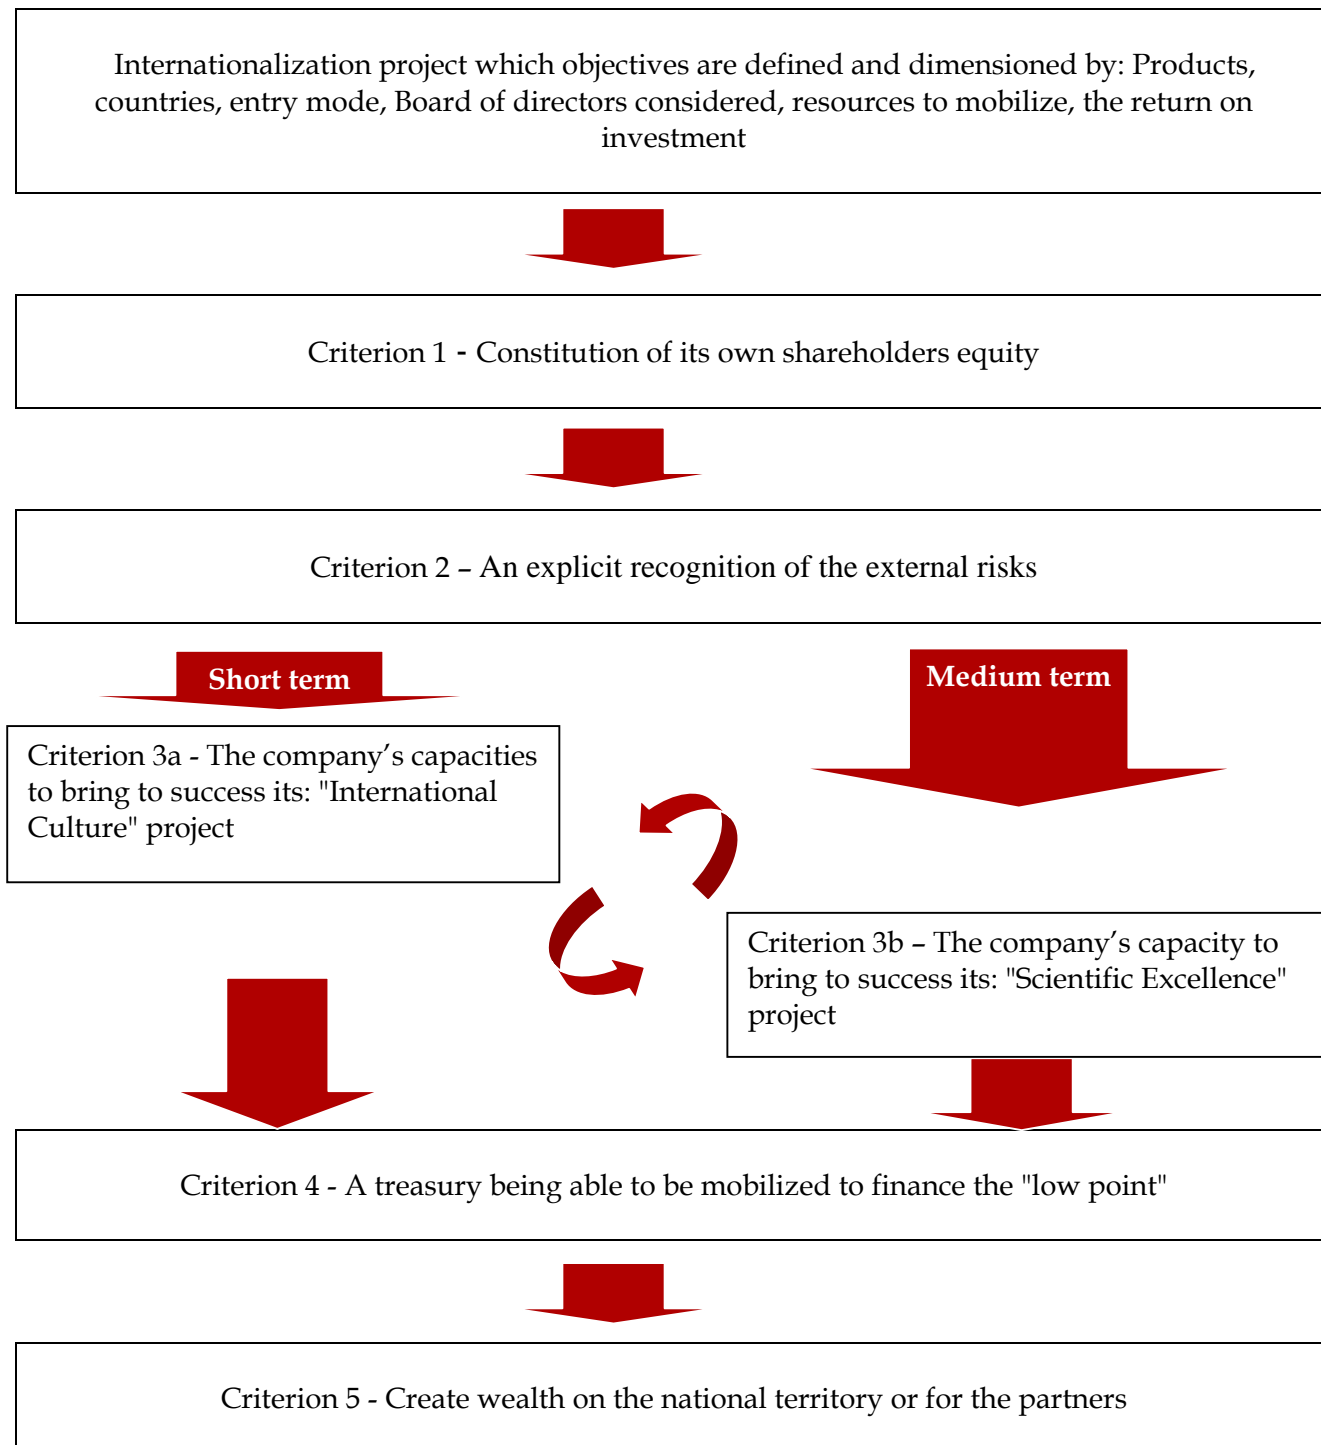 Internationalization project which objectives are defined and dimensioned by: Products,
countries, entry mode, Board of directors considered, resources to mobilize, the return on
investment
Criterion 1 - Constitution of its own shareholders equity
Criterion 2 – An explicit recognition of the external risks
Short term
Medium term
Criterion 3a - The company’s capacities
to bring to success its: "International
Culture" project
Criterion 3b – The company’s capacity to
bring to success its: "Scientific Excellence"
project
Criterion 4 - A treasury being able to be mobilized to finance the "low point"
Criterion 5 - Create wealth on the national territory or for the partners